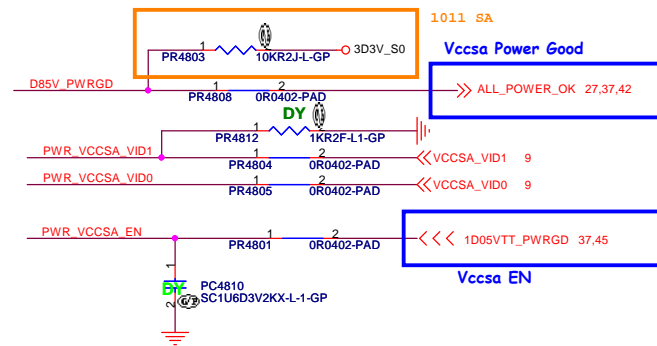 1011 SA
1
PR4803
10KR2J-L-GP
3D3V_S0
Vccsa Power Good
D85V_PWRGD
1
2
PR4808
0R0402-PAD
ALL_POWER_OK 27,37,42
DY
1
2
PR4812
1KR2F-L1-GP
PWR_VCCSA_VID1
1
2
PR4804
0R0402-PAD
VCCSA_VID1 9
PWR_VCCSA_VID0
1
2
PR4805
0R0402-PAD
VCCSA_VID0 9
PWR_VCCSA_EN
1
2
PR4801
0R0402-PAD
1D05VTT_PWRGD 37,45
Vccsa EN
1
DY
PC4810
SC1U6D3V2KX-L-1-GP
2